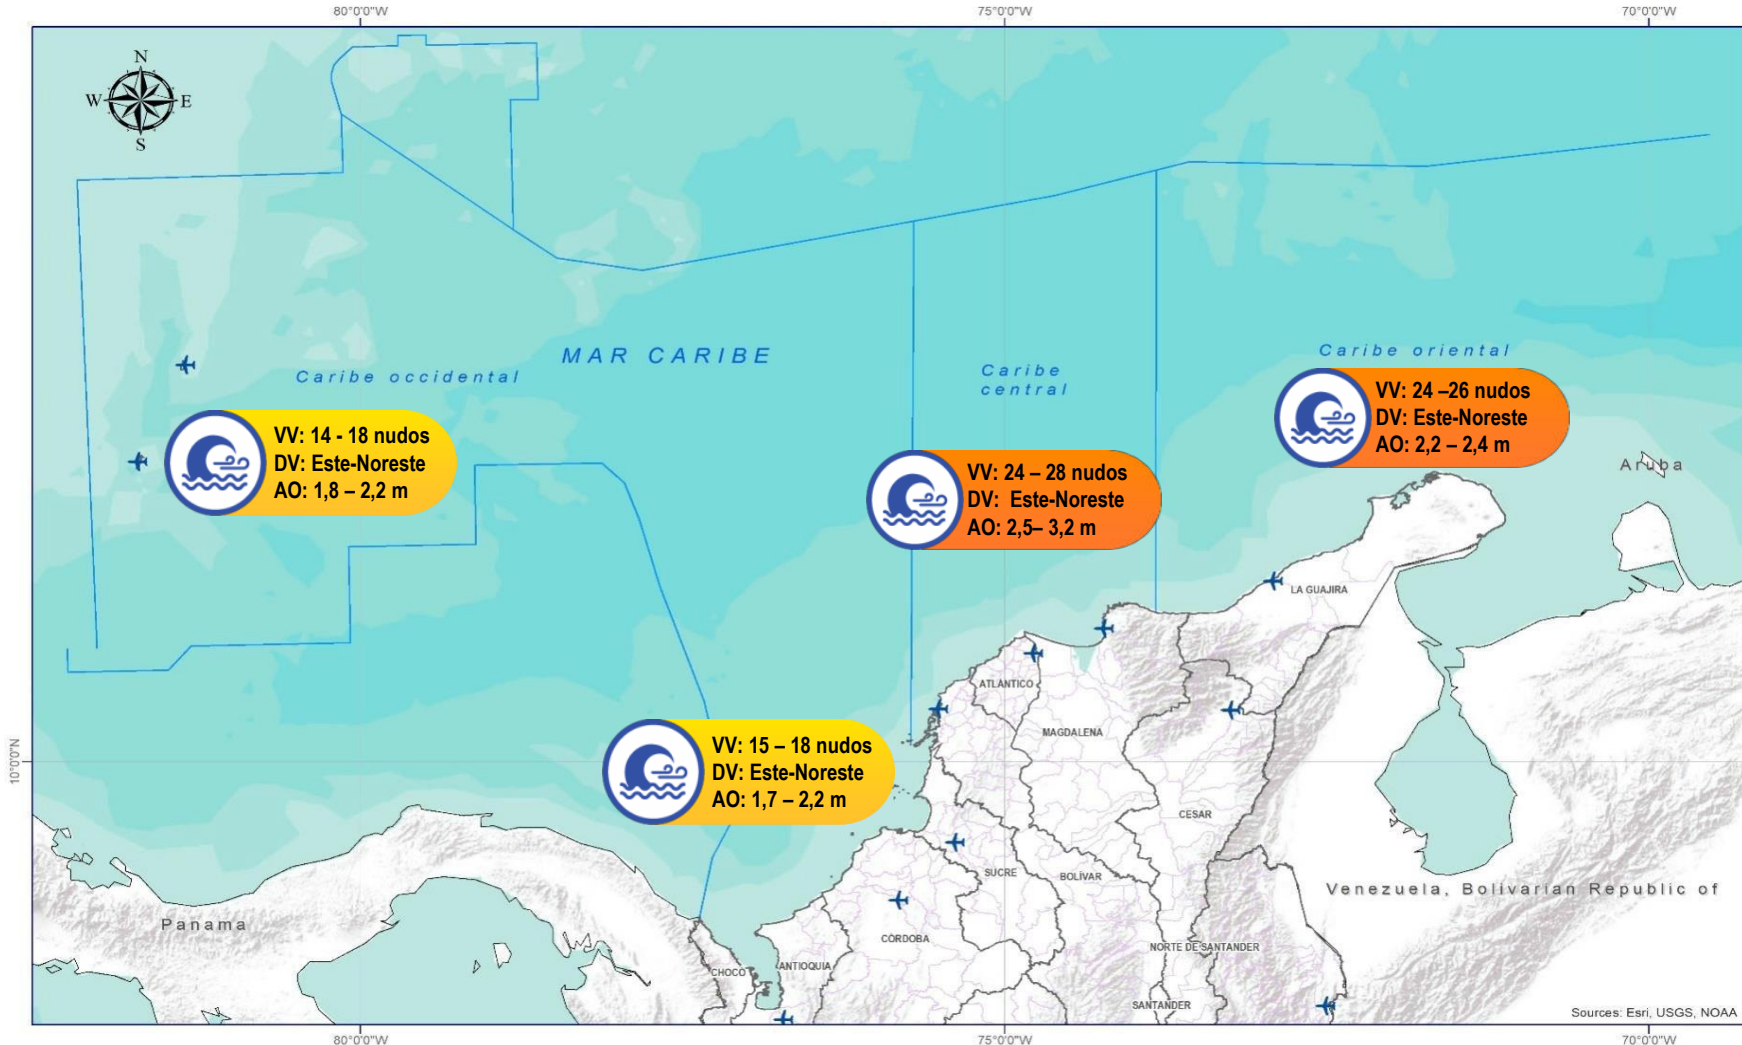 80°0'0"W
75°0'0"W
70°0'0"W
N
W
E
S
MAR CARIBE
Caribe occidental
Caribe
central
Caribe oriental
VV: 24 –26 nudos
DV: Este-Noreste
AO: 2,2 – 2,4 m
VV: 14 - 18 nudos
DV: Este-Noreste
AO: 1,8 – 2,2 m
VV: 24 – 28 nudos
DV: Este-Noreste
AO: 2,5– 3,2 m
Aruba
LA GUAJIRA
ATLÁNTICO
MAGDALENA
VV: 15 – 18 nudos
DV: Este-Noreste
AO: 1,7 – 2,2 m
10°0'0"N
CESAR
SUCRE
BOLÍVAR
Venezuela, Bolivarian Republic of
Panama
CÓRDOBA
NORTE DE SANTANDER
CHOCÓ
ANTIOQUIA
SANTANDER
Sources: Esri, USGS, NOAA
80°0'0"W
75°0'0"W
70°0'0"W